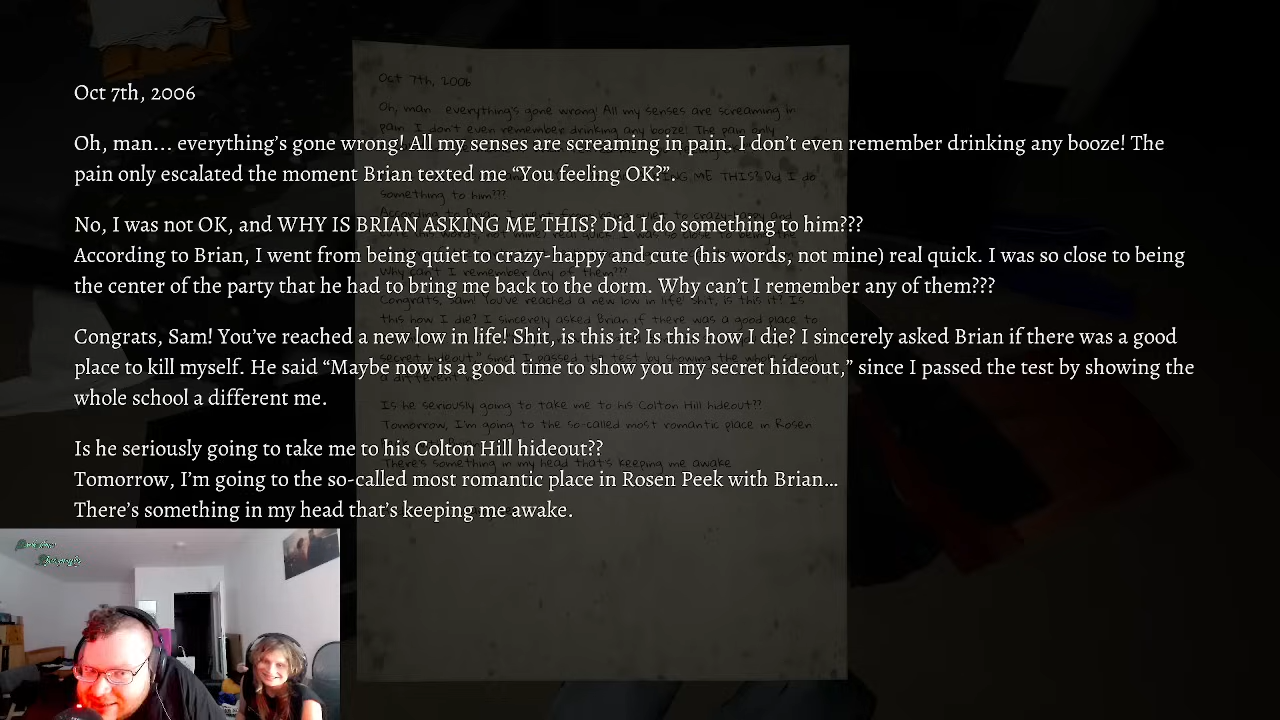 Oct 7th, 2006
Oh, man... everything's gone wrong! All my senses are screaming in pain. I don't even remember drinking any booze! The
pain only escalated the moment Brian texted me “You feeling OK?”.
No, I was not OK, and WHY IS BRIAN ASKING ME THIS? Did I do something to him???
According to Brian, I went from being quiet to crazy-happy and cute (his words, not mine) real quick. I was so close to being
the center of the party that he had to bring me back to the dorm. Why can't I remember any of them???
Congrats, Sam! You've reached a new low in life! Shit, is this it? Is this how I die? I sincerely asked Brian if there was a good
place to kill myself. He said “Maybe now is a good time to show you my secret hideout,” since I passed the test by showing the
whole school a different me.
Is he seriously going to take me to his Colton Hill hideout??
Tomorrow, I'm going to the so-called most romantic place in Rosen Peek with Brian...
There's something in my head that's keeping me awake.